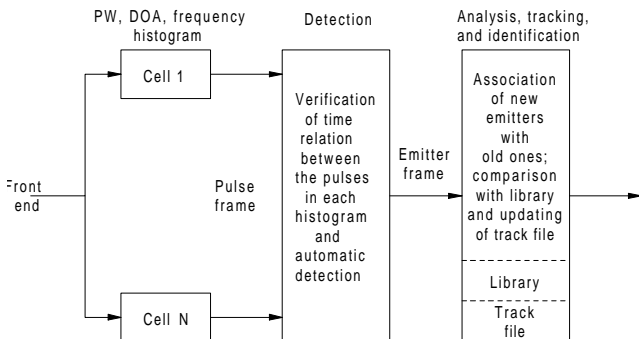 PW, DOA, frequency
histogram
Detection
Analysis, tracking,
and identification
Cell 1
Front
end
Pulse
frame
Cell N
Verification
of time
relation
between
the pulses
in each
histogram
and
automatic
detection
Emitter
frame
Association
of new
emitters
with
old ones;
comparison
with library
and updating
of track file
Library
Track
file